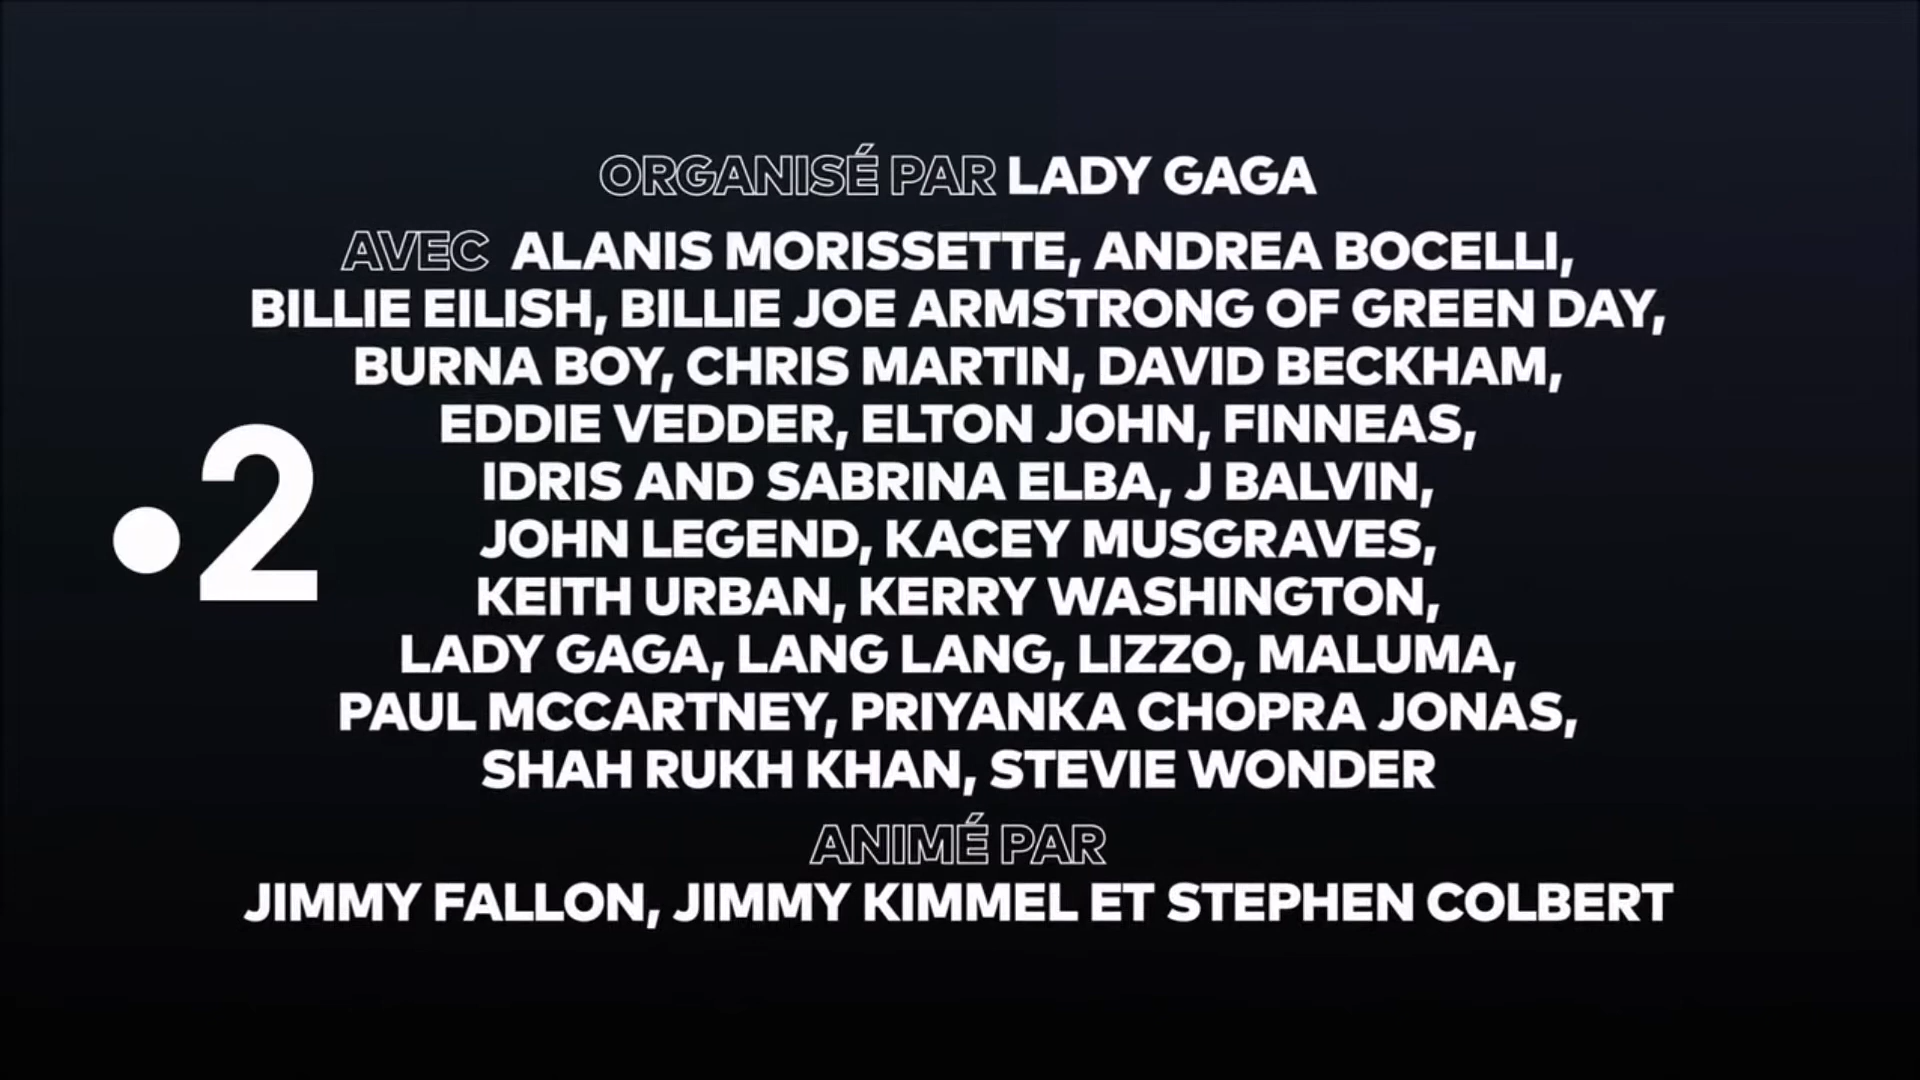 ORGANISÉ PAR LADY GAGA
AVEC ALANIS MORISSETTE, ANDREA BOCELLI,
BILLIE EILISH, BILLIE JOE ARMSTRONG OF GREEN DAY,
BURNA BOY, CHRIS MARTIN, DAVID BECKHAM,
EDDIE VEDDER, ELTON JOHN, FINNEAS,
IDRIS AND SABRINA ELBA, J BALVIN,
JOHN LEGEND, KACEY MUSGRAVES,
KEITH URBAN, KERRY WASHINGTON,
LADY GAGA, LANG LANG, LIZZO, MALUMA,
PAUL MCCARTNEY, PRIYANKA CHOPRA JONAS,
SHAH RUKH KHAN, STEVIE WONDER
ANIMÉ PAR
JIMMY FALLON, JIMMY KIMMEL ET STEPHEN COLBERT
•2